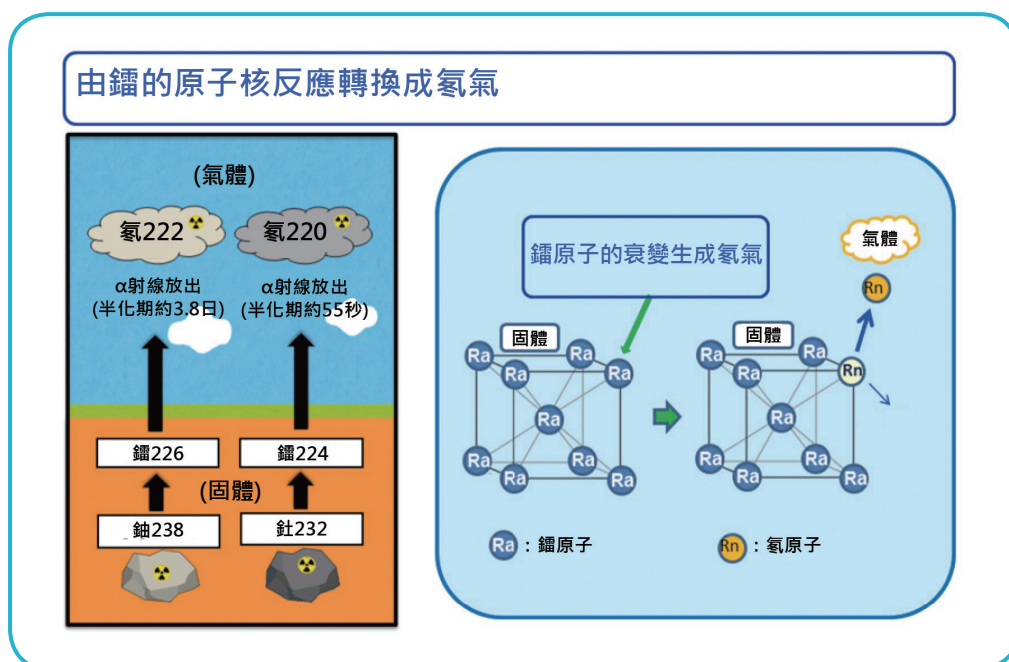 由鐳的原子核反應轉換成氡氣
(氣體)
氡222
氡220
α射線放出
(半化期約3.8日)
α射線放出
(半化期約55秒)
鐳226
鐳224
(固體)
鈾238
釷232
鐳原子的衰變生成氡氣
氣體
Rn
固體
Ra
Ra
Ra
Ra
Ra
Ra
Ra
Ra
Ra
固體
Ra
Ra
Ra
Rn
Ra
Ra
Ra
Ra
Ra
Ra:鐳原子
Rn:氡原子